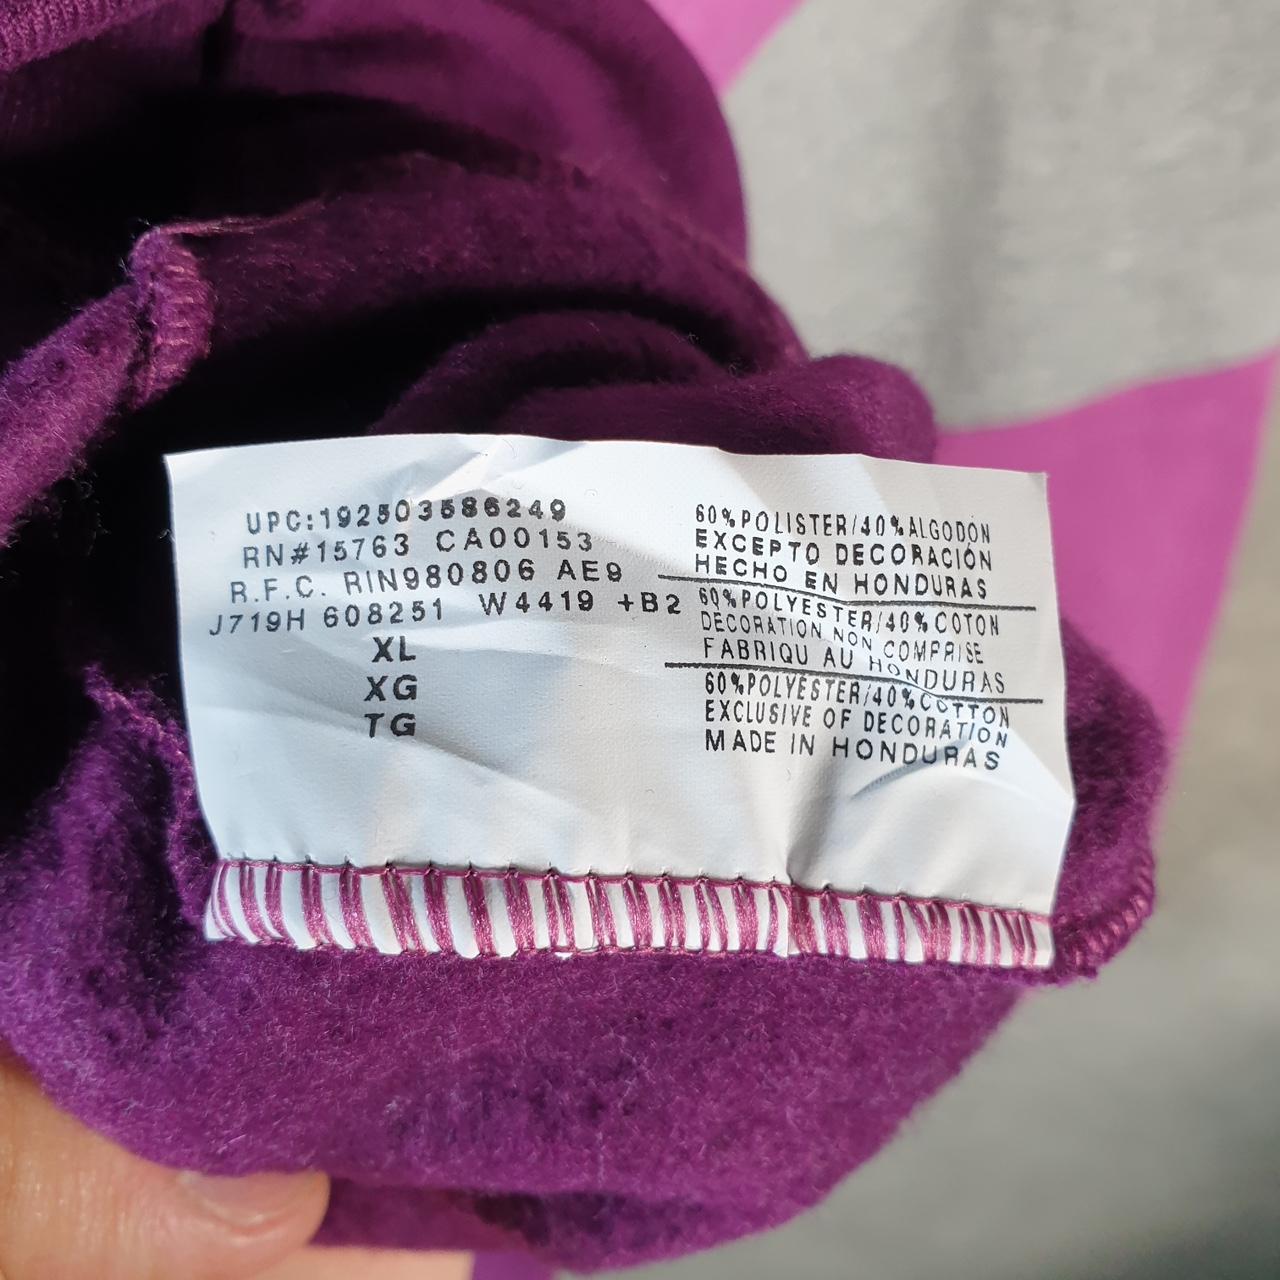 UPC:192503586249
RN#15763 CA00153
R.F.C. RIN980806 AE9
J719H 608251 W4419 +B2
XL
XG
TG
60%POLISTER/40%ALGODÓN
EXCEPTO DECORACIÓN
HECHO EN HONDURAS
60%POLYESTER/40%COTON
DECORATION NON COMPRISE
FABRIQU AU HONDURAS
60%POLYESTER/40%COTTON
EXCLUSIVE OF DECORATION
MADE IN HONDURAS